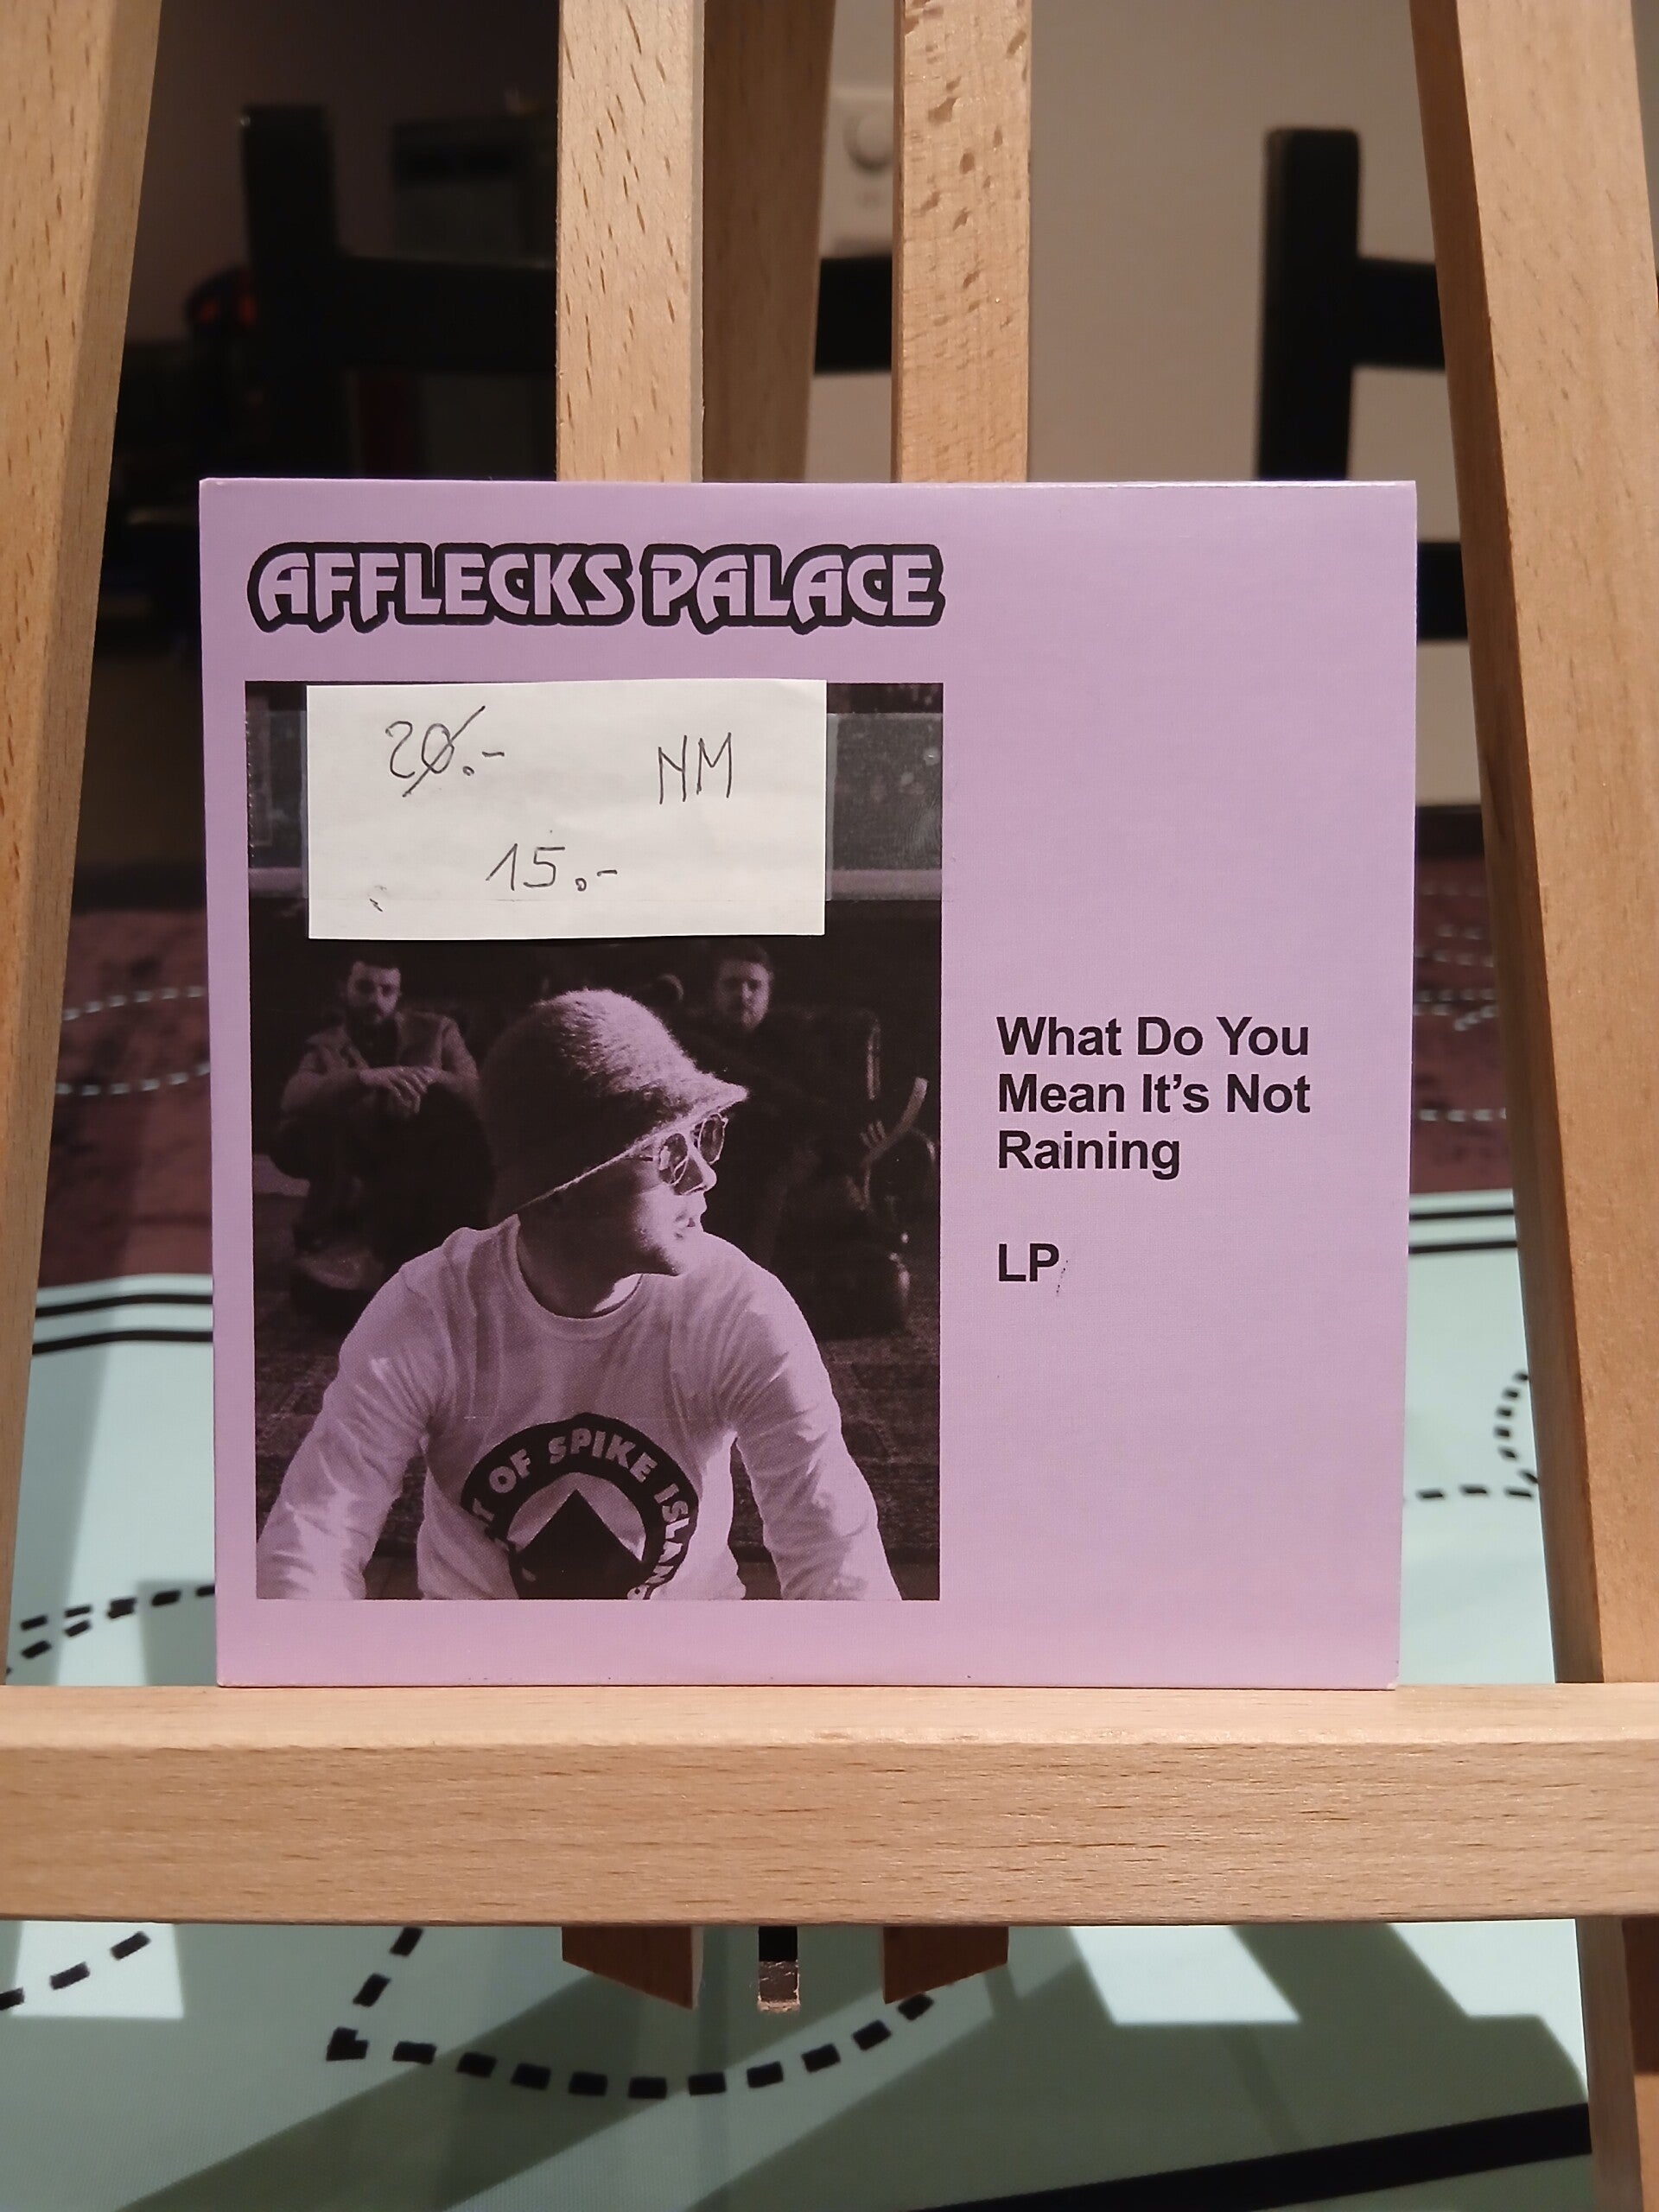 AFFLECKS PALACE
20.- NM
15.-
What Do You
Mean It’s Not
Raining
LP
OF SPIKE ISLAND